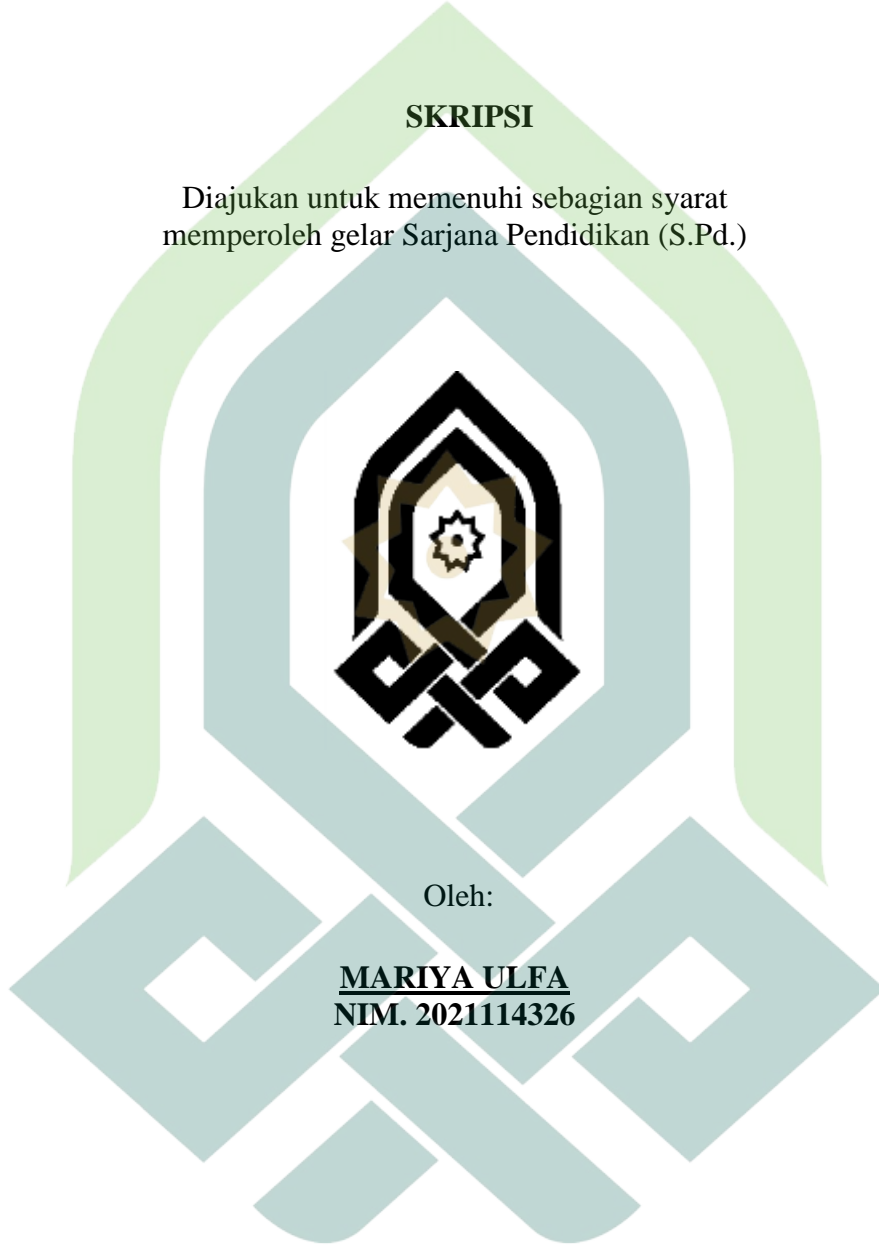 SKRIPSI
Diajukan untuk memenuhi sebagian syarat
memperoleh gelar Sarjana Pendidikan (S.Pd.)
Oleh:
MARIYA ULFA
NIM. 2021114326